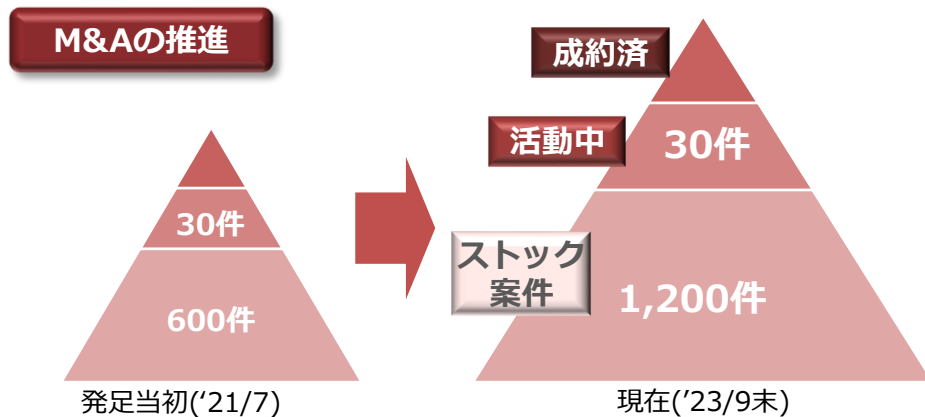 M&Aの推進
成約済
活動中
30件
30件
ストック
案件
600件
1,200件
発足当初(‘21/7)
現在(’23/9末)